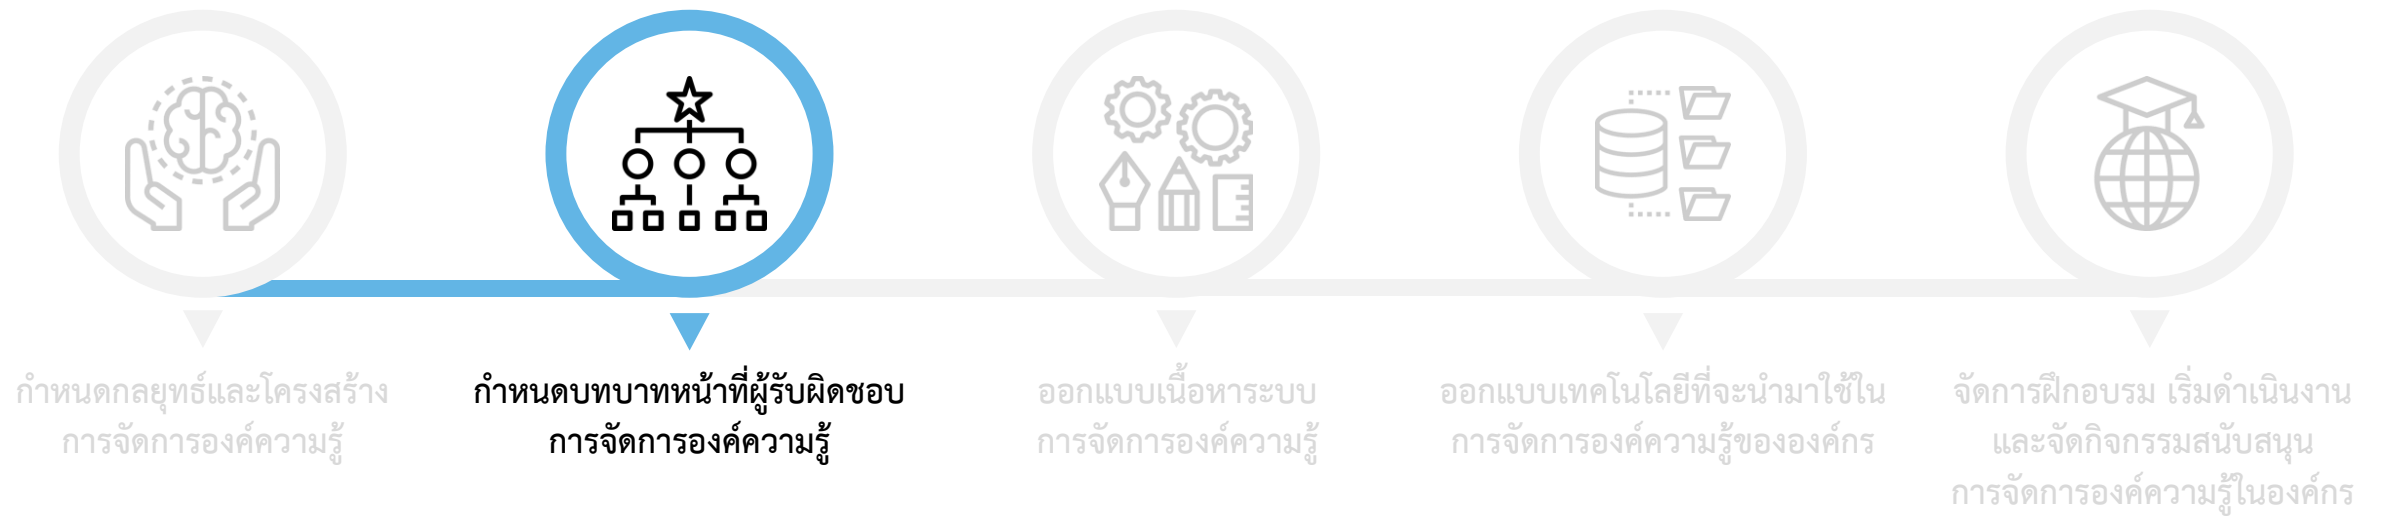 กำหนดกลยุทธ์และโครงสร้าง
การจัดการองค์ความรู้
กำหนดบทบาทหน้าที่ผู้รับผิดชอบ
การจัดการองค์ความรู้
ออกแบบเนื้อหาระบบ
การจัดการองค์ความรู้
ออกแบบเทคโนโลยีที่จะนำมาใช้ใน
การจัดการองค์ความรู้ขององค์กร
จัดการฝึกอบรม เริ่มดำเนินงาน
และจัดกิจกรรมสนับสนุน
การจัดการองค์ความรู้ในองค์กร